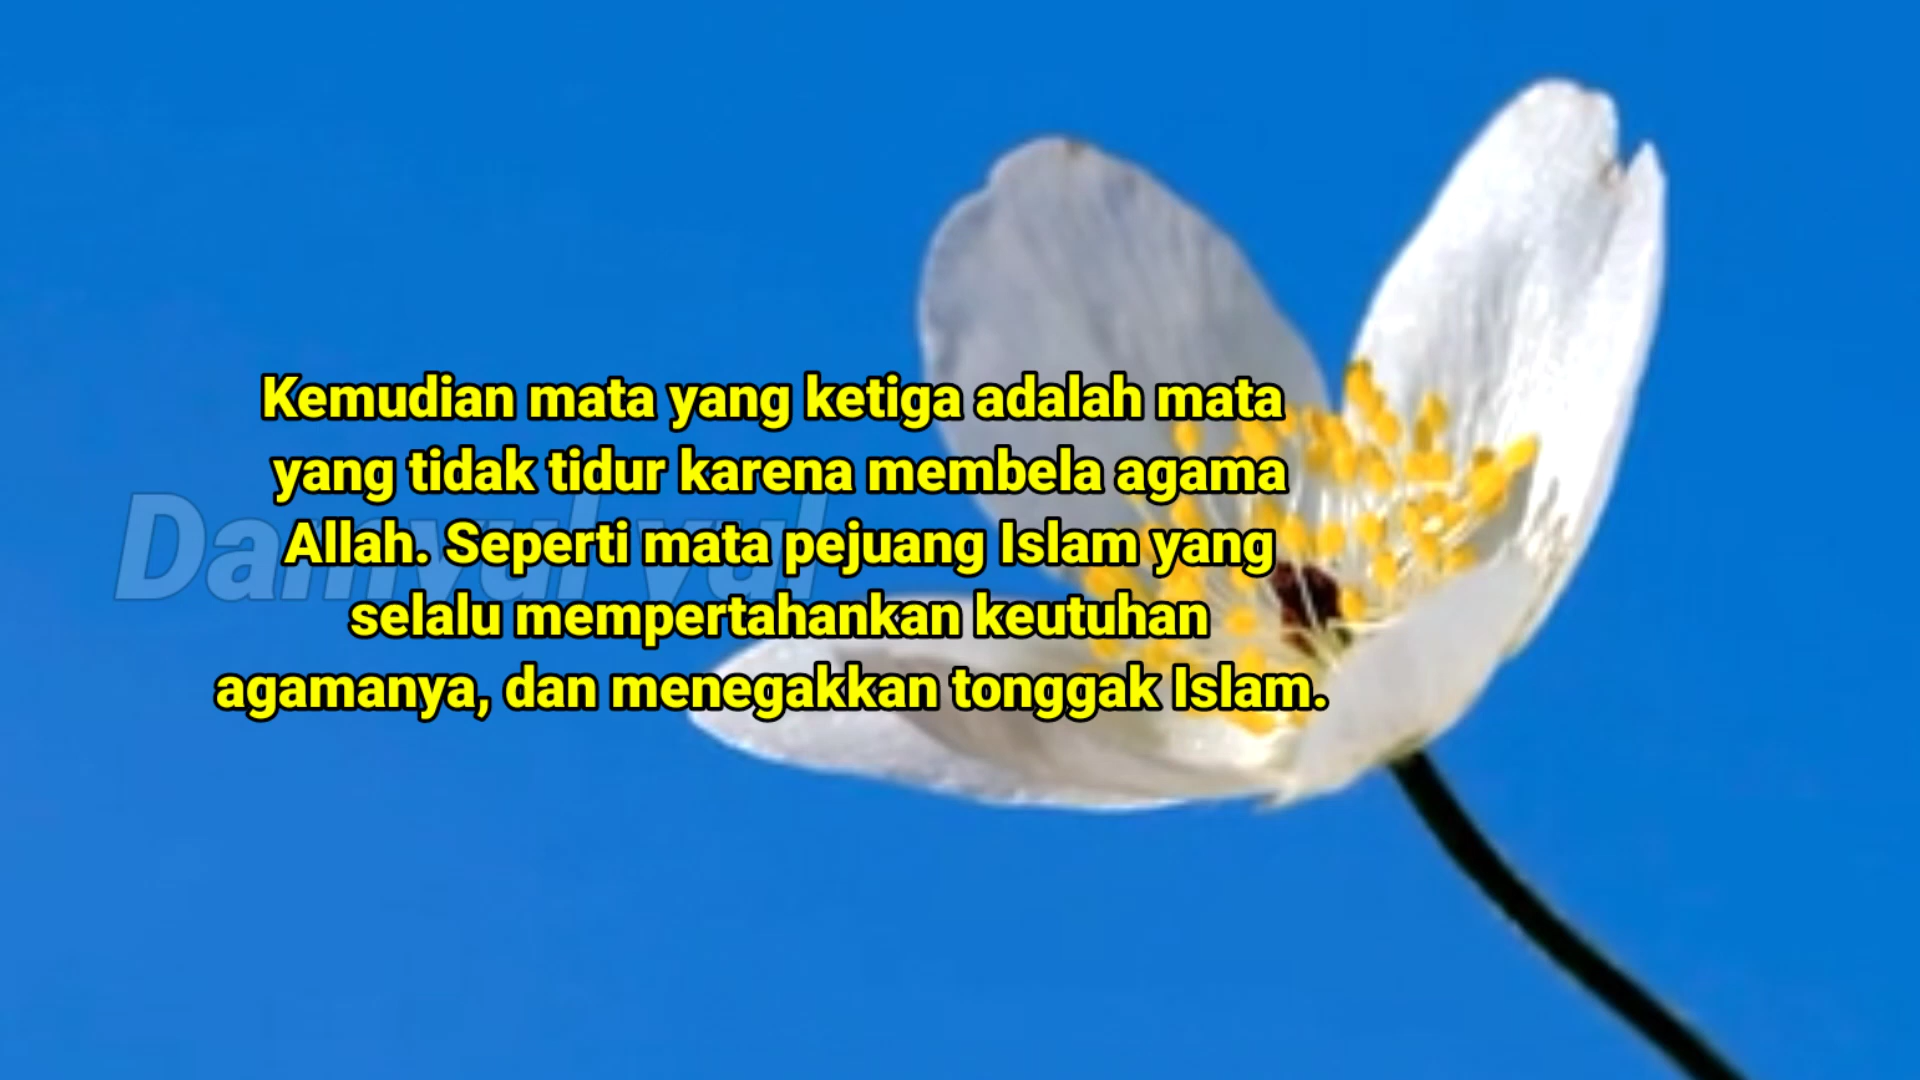 Kemudian mata yang ketiga adalah mata
yang tidak tidur karena membela agama
Allah. Seperti mata pejuang Islam yang
selalu mempertahankan keutuhan
agamanya, dan menegakkan tonggak Islam.